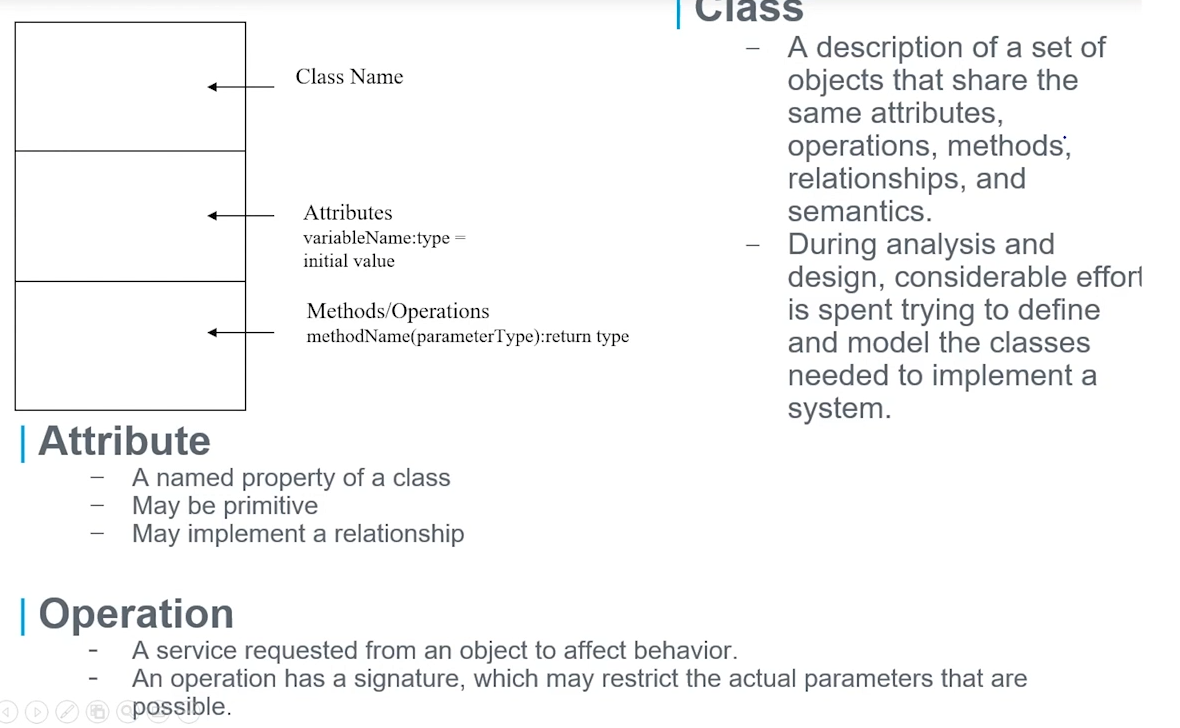 Class Name
Attributes
variableName:type =
initial value
Methods/Operations
methodName(parameterType):return type
Class
– A description of a set of
objects that share the
same attributes,
operations, methods,
relationships, and
semantics.
– During analysis and
design, considerable effort
is spent trying to define
and model the classes
needed to implement a
system.
Attribute
– A named property of a class
– May be primitive
– May implement a relationship
Operation
- A service requested from an object to affect behavior.
- An operation has a signature, which may restrict the actual parameters that are
possible.